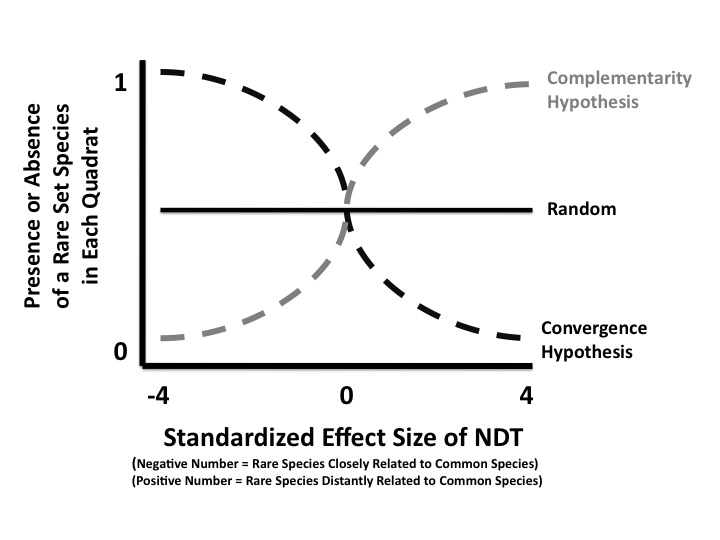 Presence or Absence
of a Rare Set Species
in Each Quadrat
1
0
Complementarity
Hypothesis
Random
Convergence
Hypothesis
-4 0 4
Standardized Effect Size of NDT
(Negative Number = Rare Species Closely Related to Common Species)
(Positive Number = Rare Species Distantly Related to Common Species)